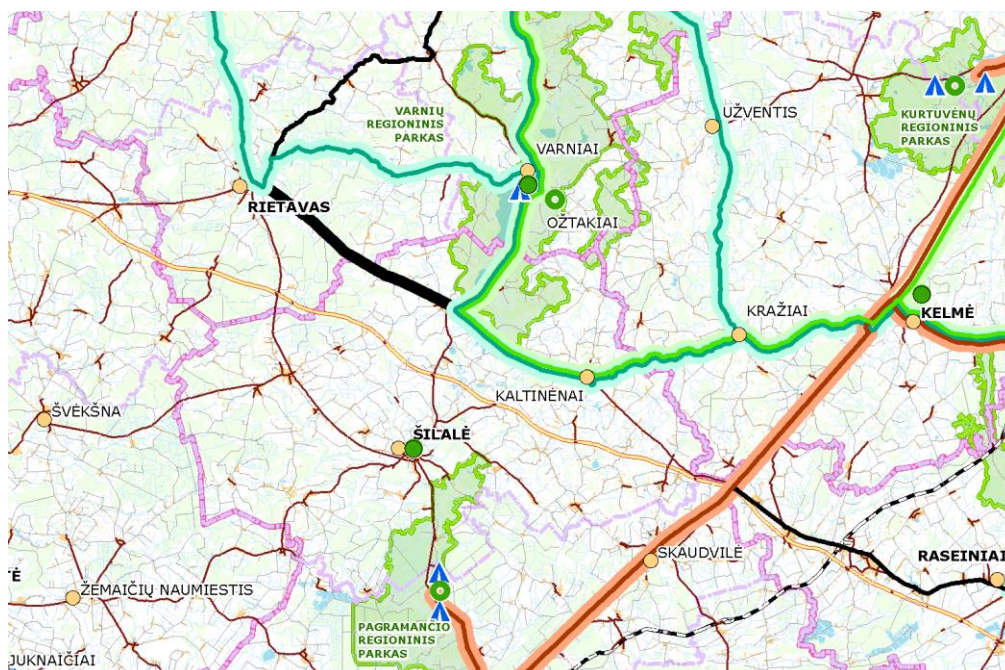 VARNIŲ
REGIONINIS
PARKAS
UŽVENTIS
KURTUVĖNŲ
REGIONINIS
PARKAS
VARNIAI
RIETAVAS
OŽTAKIAI
KRAŽIAI
KELMĖ
KALTINĖNAI
ŠVĖKŠNA
ŠILALĖ
SKAUDVILĖ
RASEINIAI
TĖ
ŽEMAIČIŲ NAUMIESTIS
PAGRAMANČIO
REGIONINIS
PARKAS
JUKNAIČIAI